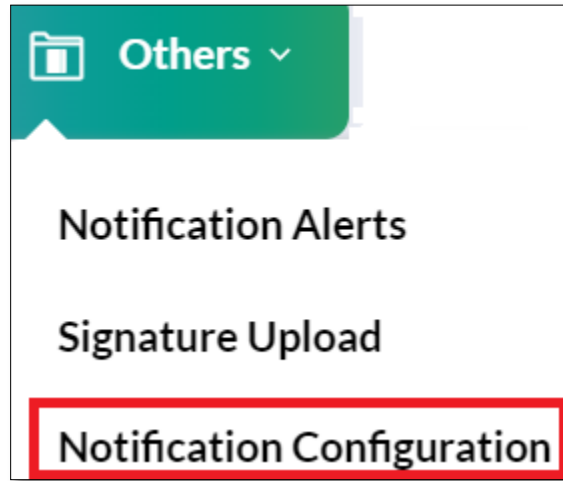 Others
Notification Alerts
Signature Upload
Notification Configuration